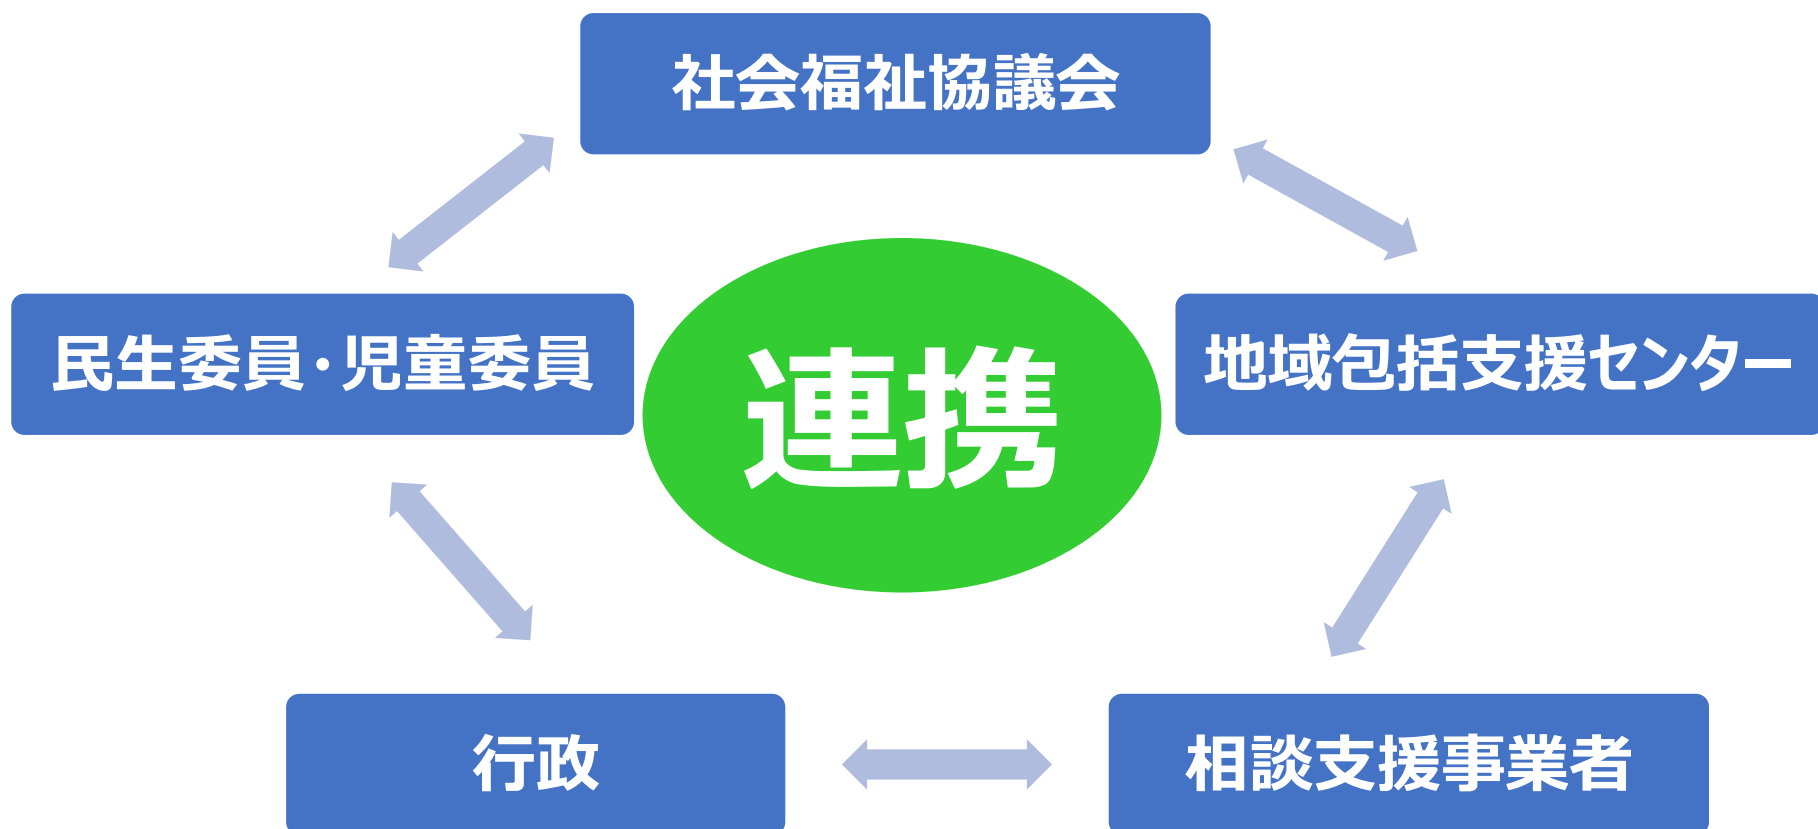 社会福祉協議会
民生委員・児童委員
連携
地域包括支援センター
行政
相談支援事業者